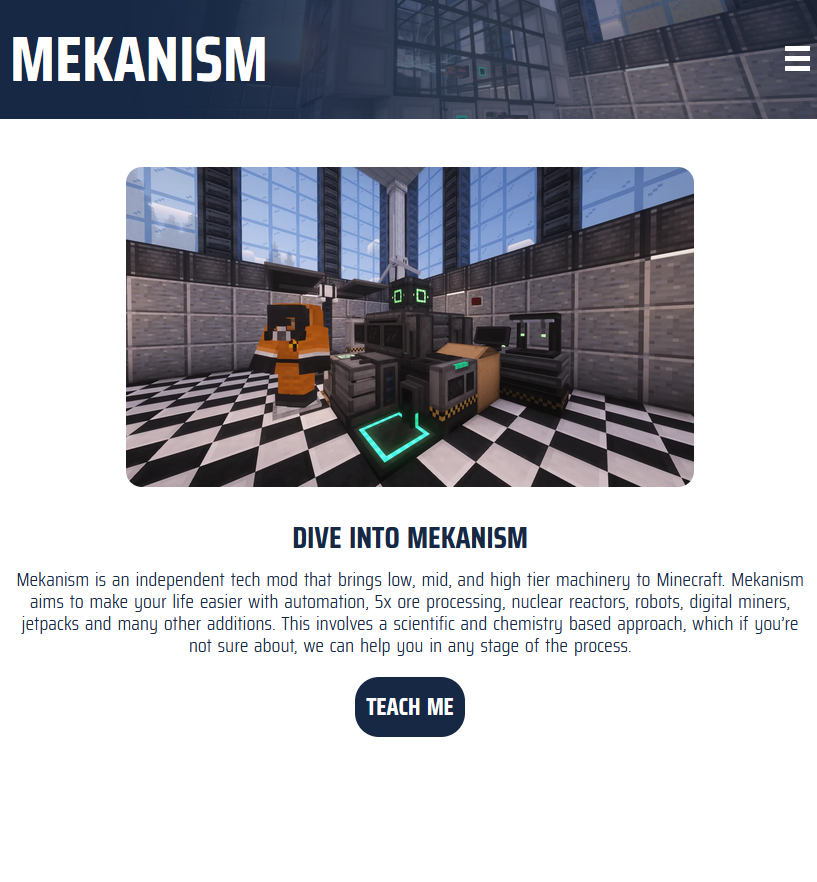 MEKANISM
DIVE INTO MEKANISM
Mekanism is an independent tech mod that brings low, mid, and high tier machinery to Minecraft. Mekanism
aims to make your life easier with automation, 5x ore processing, nuclear reactors, robots, digital miners,
jetpacks and many other additions. This involves a scientific and chemistry based approach, which if you're
not sure about, we can help you in any stage of the process.
TEACH ME